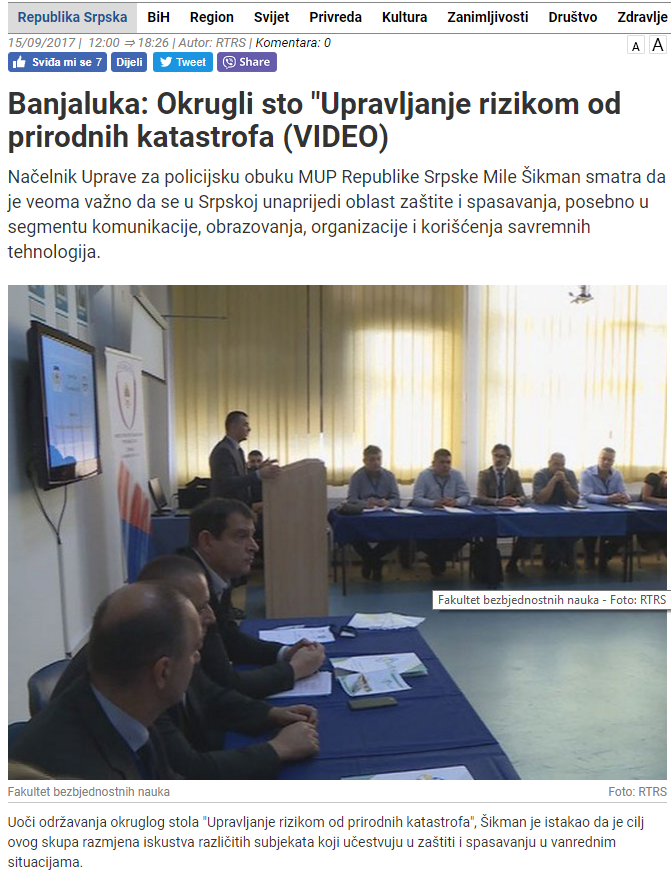 Republika Srpska BiH Region Svijet Privreda Kultura Zanimljivosti Društvo Zdravlje
15/09/2017 | 12:00 ⇒ 18:26 | Autor: RTRS | Komentara: 0
A A
Sviđa mi se 7 Dijeli Tweet Share
Banjaluka: Okrugli sto "Upravljanje rizikom od
prirodnih katastrofa (VIDEO)
Načelnik Uprave za policijsku obuku MUP Republike Srpske Mile Šikman smatra da
je veoma važno da se u Srpskoj unaprijedi oblast zaštite i spasavanja, posebno u
segmentu komunikacije, obrazovanja, organizacije i korišćenja savremnih
tehnologija.
Fakultet bezbjednostnih nauka - Foto: RTRS
Fakultet bezbjednostnih nauka Foto: RTRS
Uoči održavanja okruglog stola "Upravljanje rizikom od prirodnih katastrofa", Šikman je istakao da je cilj
ovog skupa razmjena iskustva različitih subjekata koji učestvuju u zaštiti i spasavanju u vanrednim
situacijama.